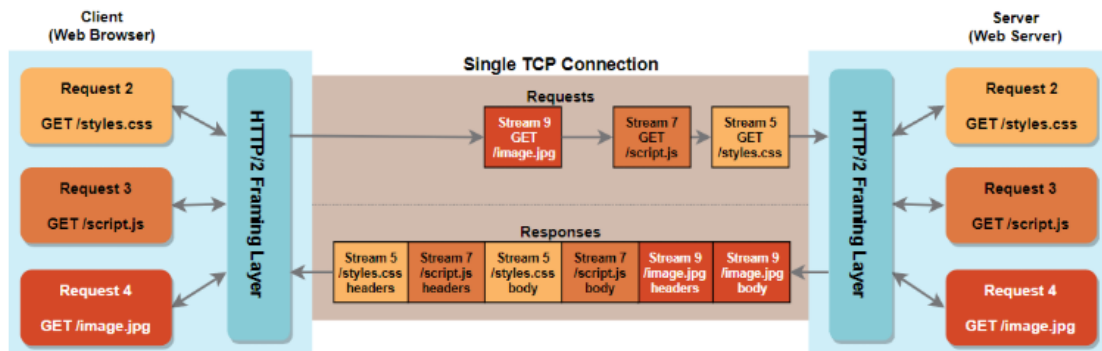 Client
(Web Browser)
Request 2
GET /styles.css
Request 3
GET /script.js
Request 4
GET /image.jpg
HTTP/2 Framing Layer
Single TCP Connection
Requests
Stream 9
GET
/image.jpg
Stream 7
GET
/script.js
Stream 5
GET
/styles.css
Responses
Stream 5
/styles.css
headers
Stream 7
/script.js
headers
Stream 5
/styles.css
body
Stream 7
/script.js
body
Stream 9
/image.jpg
headers
Stream 9
/image.jpg
body
Server
(Web Server)
HTTP/2 Framing Layer
Request 2
GET /styles.css
Request 3
GET /script.js
Request 4
GET /image.jpg